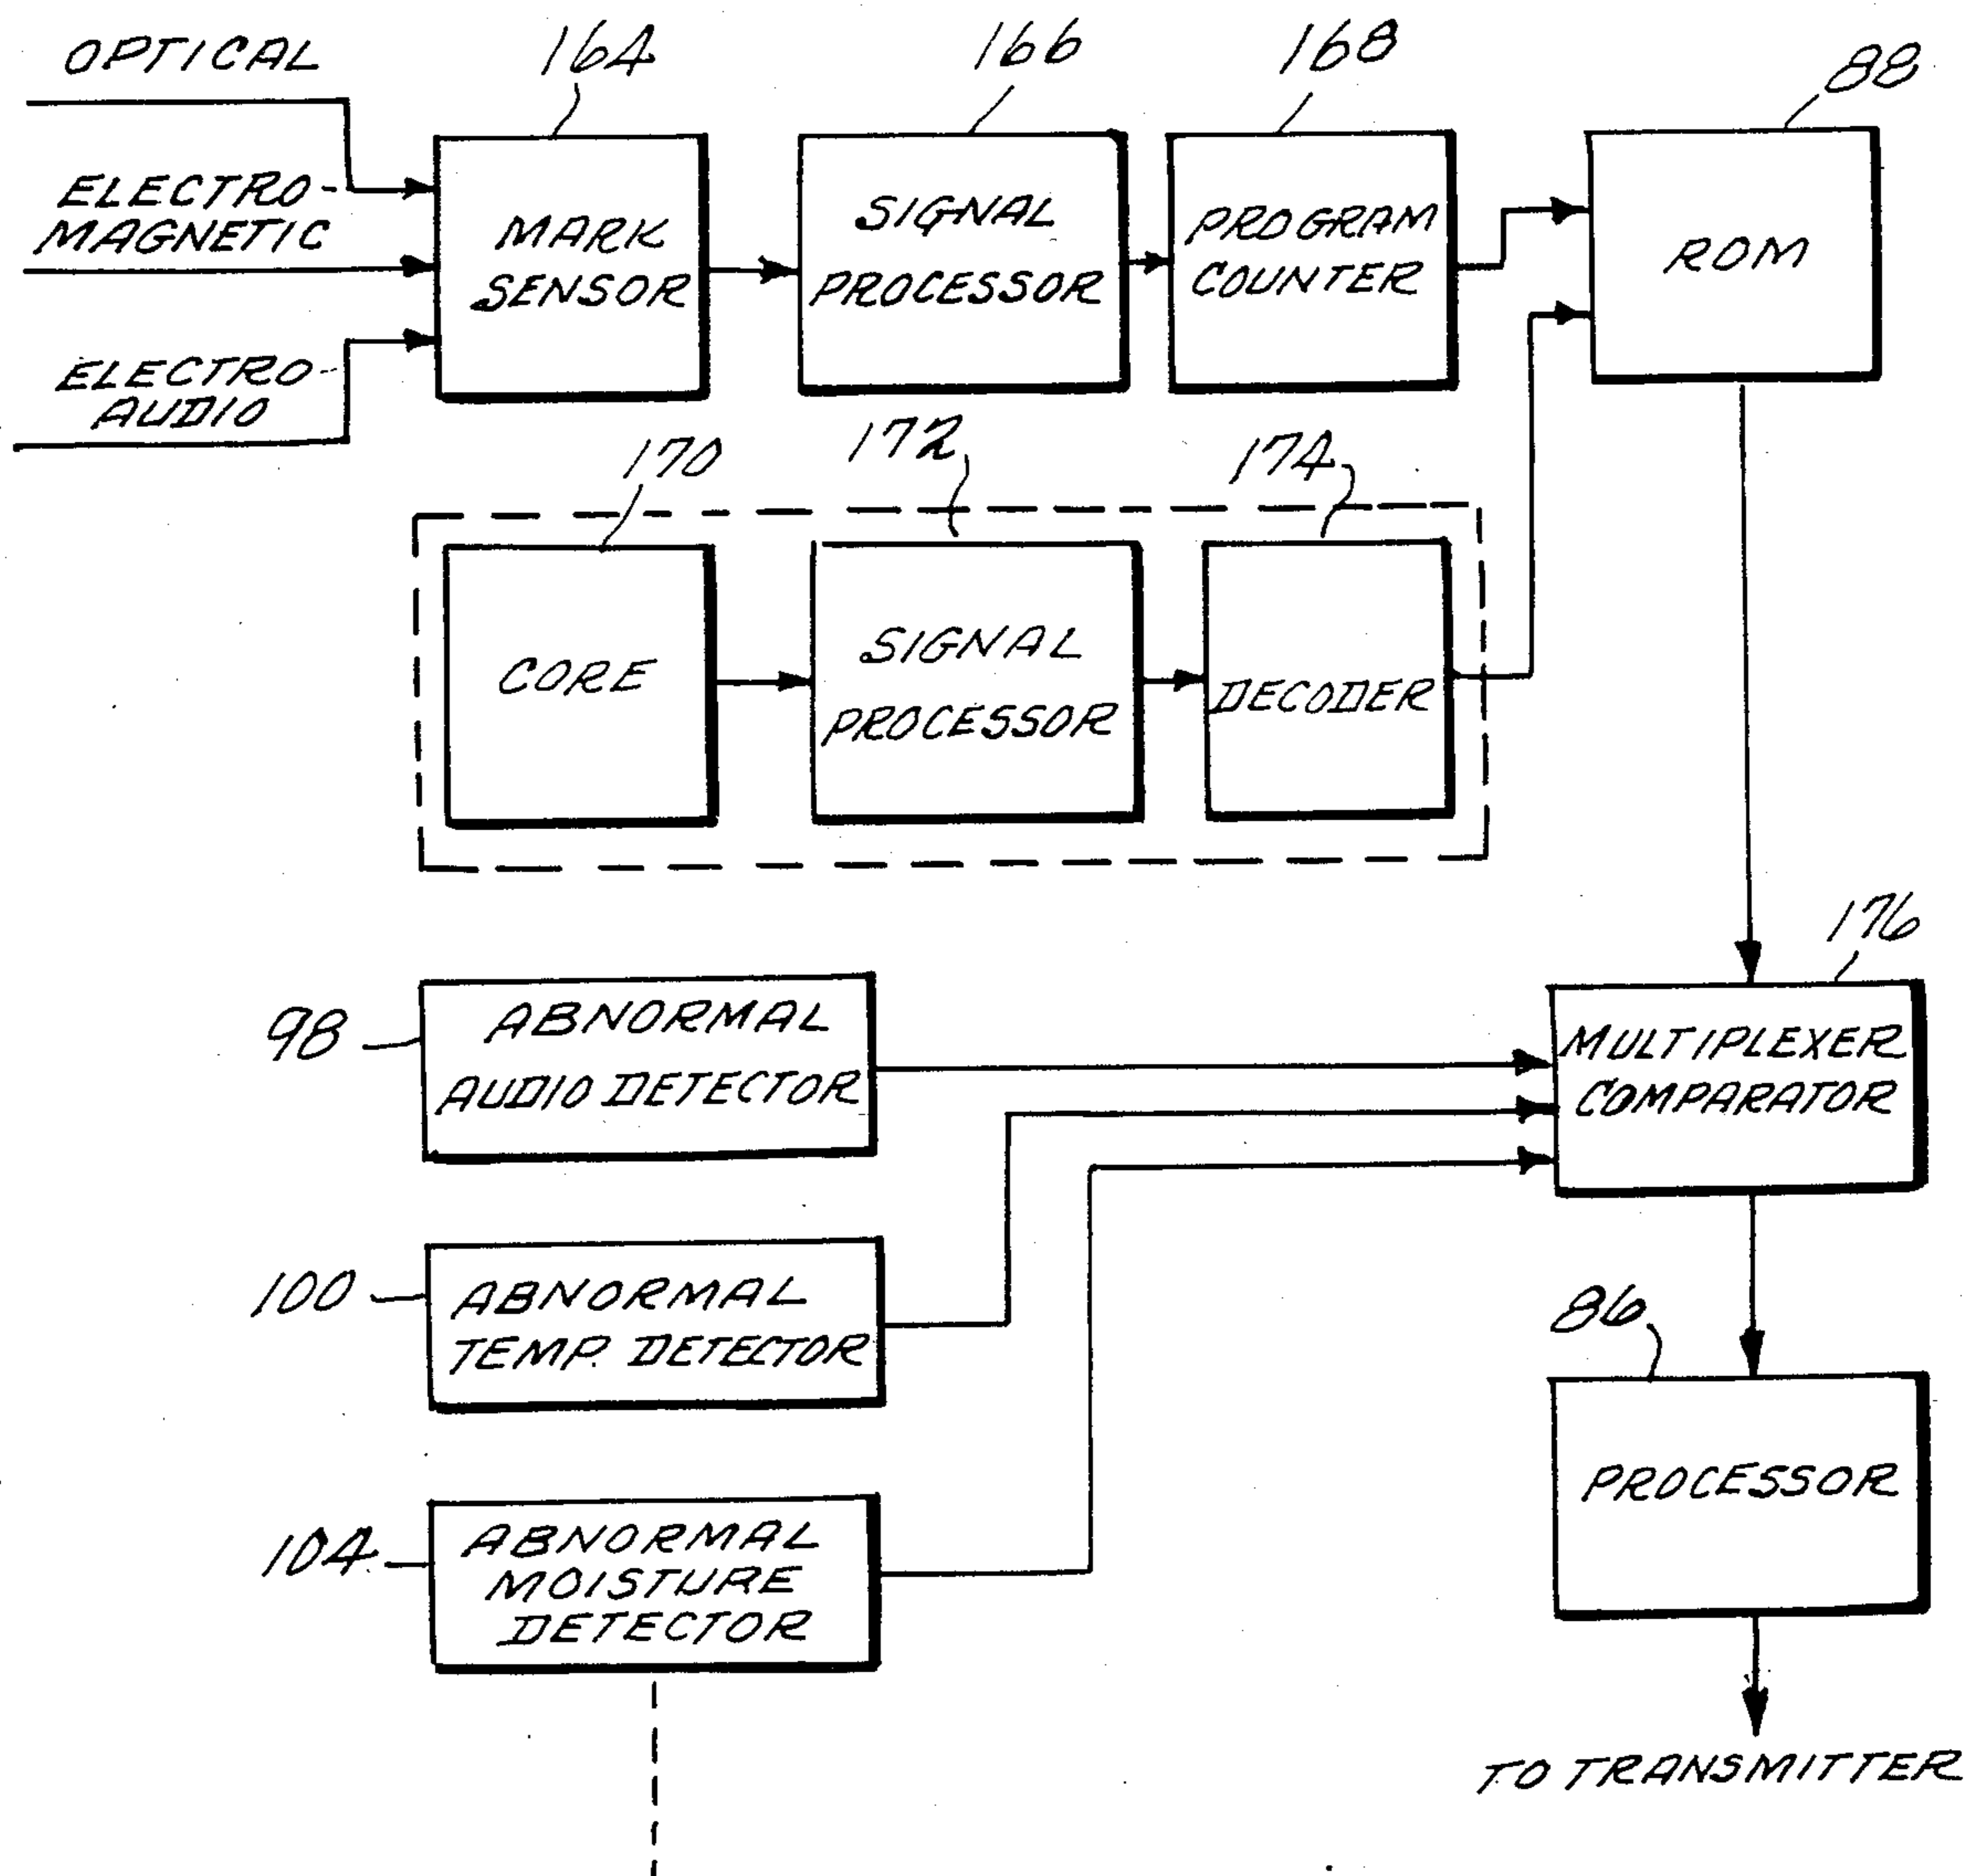 OPTICAL
164
166
168
88
ELECTRO-
MAGNETIC
MARK
SENSOR
SIGNAL
PROCESSOR
PROGRAM
COUNTER
ROM
ELECTRO-
AUDIO
170
172
174
CORE
SIGNAL
PROCESSOR
DECODER
176
98
ABNORMAL
AUDIO DETECTOR
MULTIPLEXER
COMPARATOR
100
ABNORMAL
TEMP. DETECTOR
86
PROCESSOR
104
ABNORMAL
MOISTURE
DETECTOR
TO TRANSMITTER